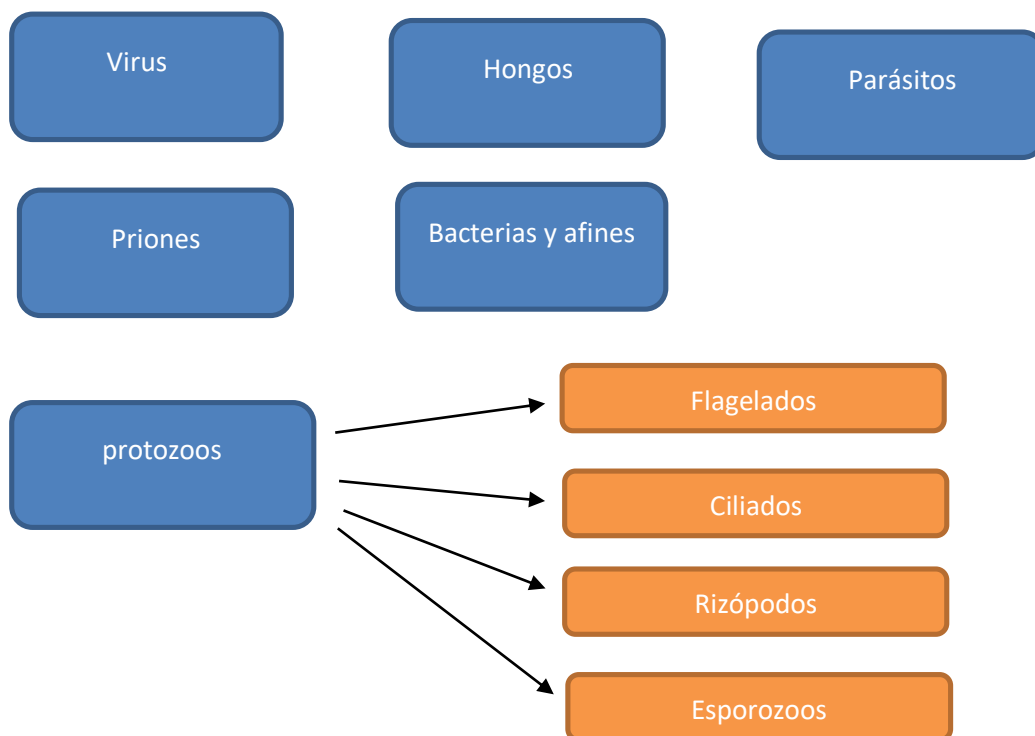 Virus
Hongos
Parásitos
Priones
Bacterias y afines
protozoos
Flagelados
Ciliados
Rizópodos
Esporozoos